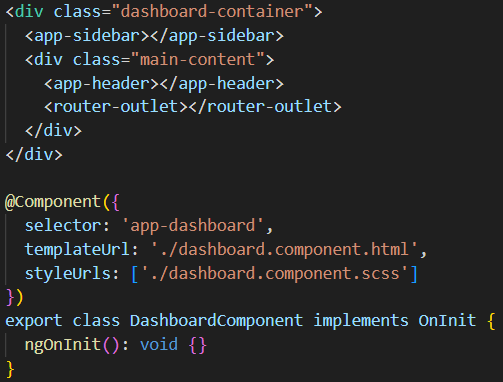 <div class="dashboard-container">
  <app-sidebar></app-sidebar>
  <div class="main-content">
    <app-header></app-header>
    <router-outlet></router-outlet>
  </div>
</div>

@Component({
  selector: 'app-dashboard',
  templateUrl: './dashboard.component.html',
  styleUrls: ['./dashboard.component.scss']
})
export class DashboardComponent implements OnInit {
  ngOnInit(): void {}
}